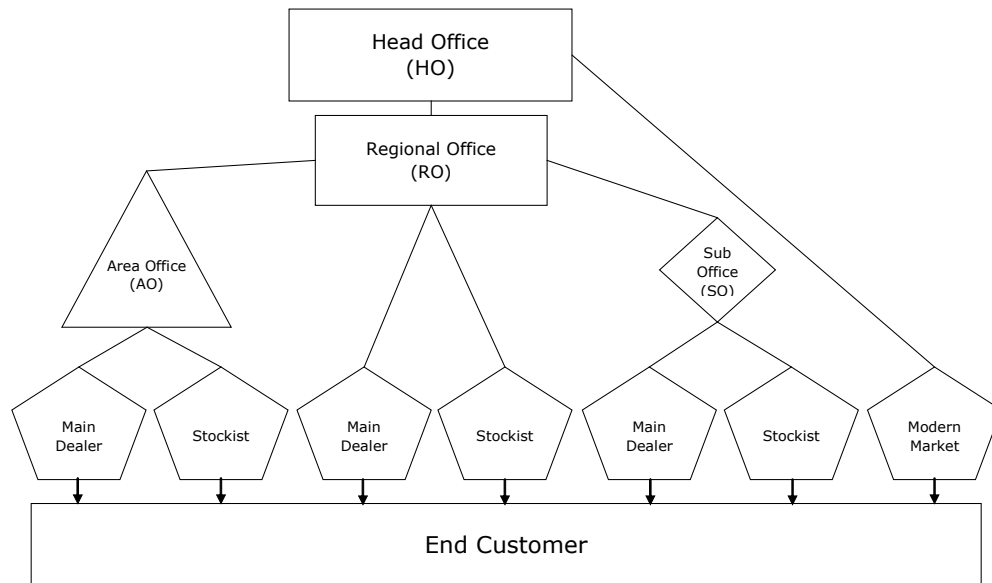 Head Office
(HO)
Regional Office
(RO)
Area Office
(AO)
Sub
Office
(SO)
Main
Dealer
Stockist
Main
Dealer
Stockist
Main
Dealer
Stockist
Modern
Market
End Customer